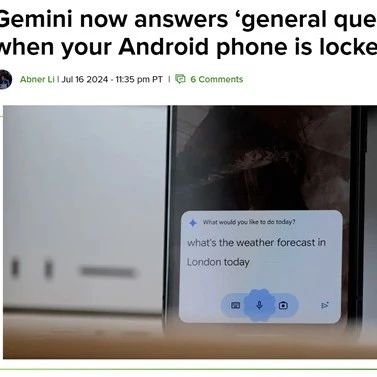 Gemini now answers ‘general que
when your Android phone is locke
Abner Li | Jul 16 2024 - 11:35 pm PT | 6 Comments
What would you like to do today?
what's the weather forecast in
London today